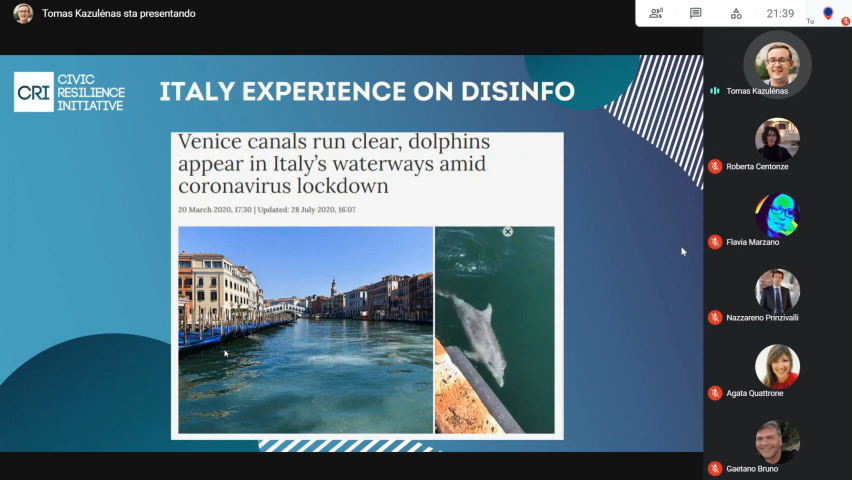 Tomas Kazulėnas sta presentando
8
21:39
Tu
CRI
CIVIC
RESILIENCE
INITIATIVE
ITALY EXPERIENCE ON DISINFO
Venice canals run clear, dolphins
appear in Italy's waterways amid
coronavirus lockdown
20 March 2020, 17:30 | Updated: 28 July 2020, 16:07
Tomas Kazulėnas
Roberta Centonze
Flavia Marzano
Nazzareno Prinzivalli
Agata Quattrone
Gaetano Bruno